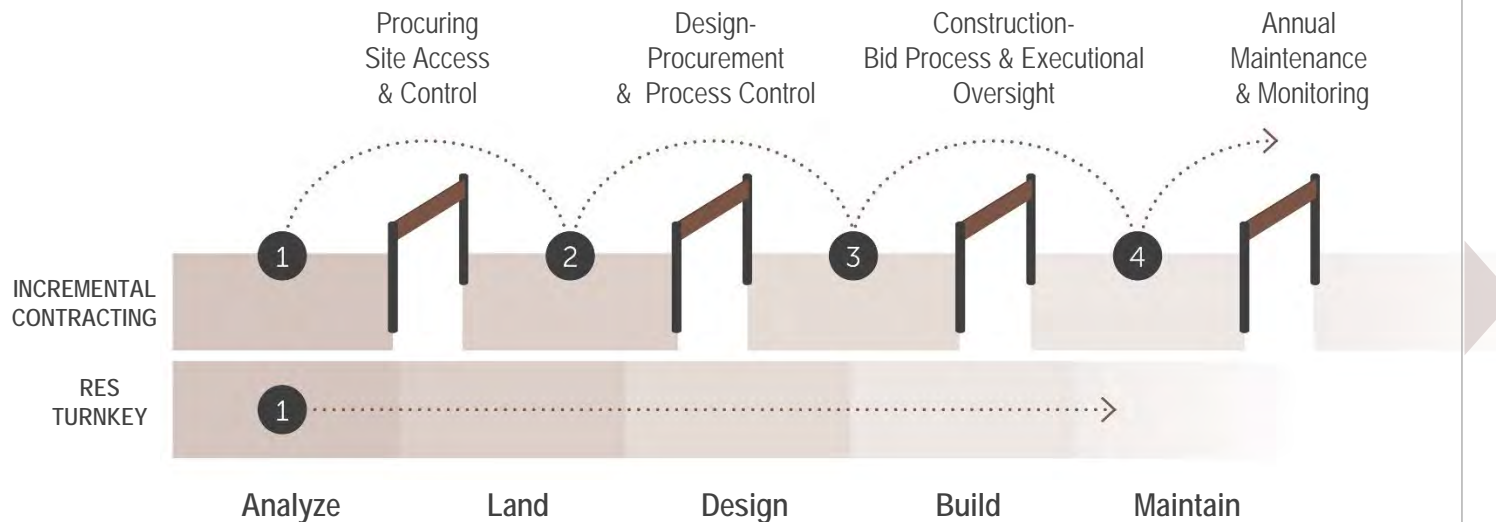 Procuring
Site Access
& Control
Design-
Procurement
& Process Control
Construction-
Bid Process & Executional
Oversight
Annual
Maintenance
& Monitoring
1
2
3
4
INCREMENTAL
CONTRACTING
RES
TURNKEY
1
Analyze
Land
Design
Build
Maintain